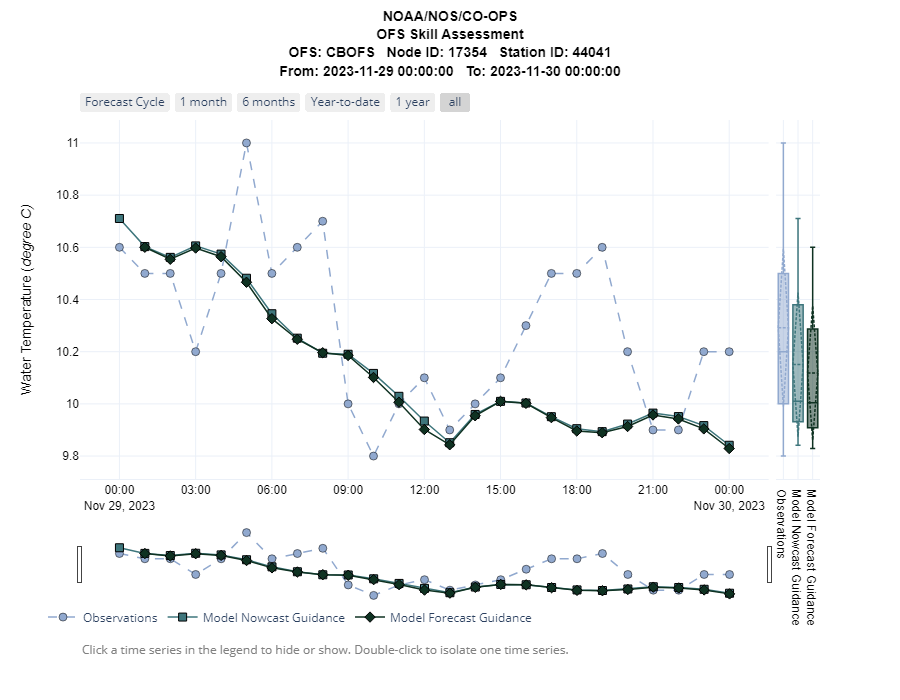 NOAA/NOS/CO-OPS
OFS Skill Assessment
OFS: CBOFS Node ID: 17354 Station ID: 44041
From: 2023-11-29 00:00:00 To: 2023-11-30 00:00:00
Forecast Cycle 1 month 6 months Year-to-date 1 year all
Water Temperature (degree C)
11
10.8
10.6
10.4
10.2
10
9.8
00:00 03:00 06:00 09:00 12:00 15:00 18:00 21:00 00:00
Nov 29, 2023 Nov 30, 2023
Observations
Model Nowcast Guidance
Model Forecast Guidance
Observations Model Nowcast Guidance Model Forecast Guidance
Click a time series in the legend to hide or show. Double-click to isolate one time series.